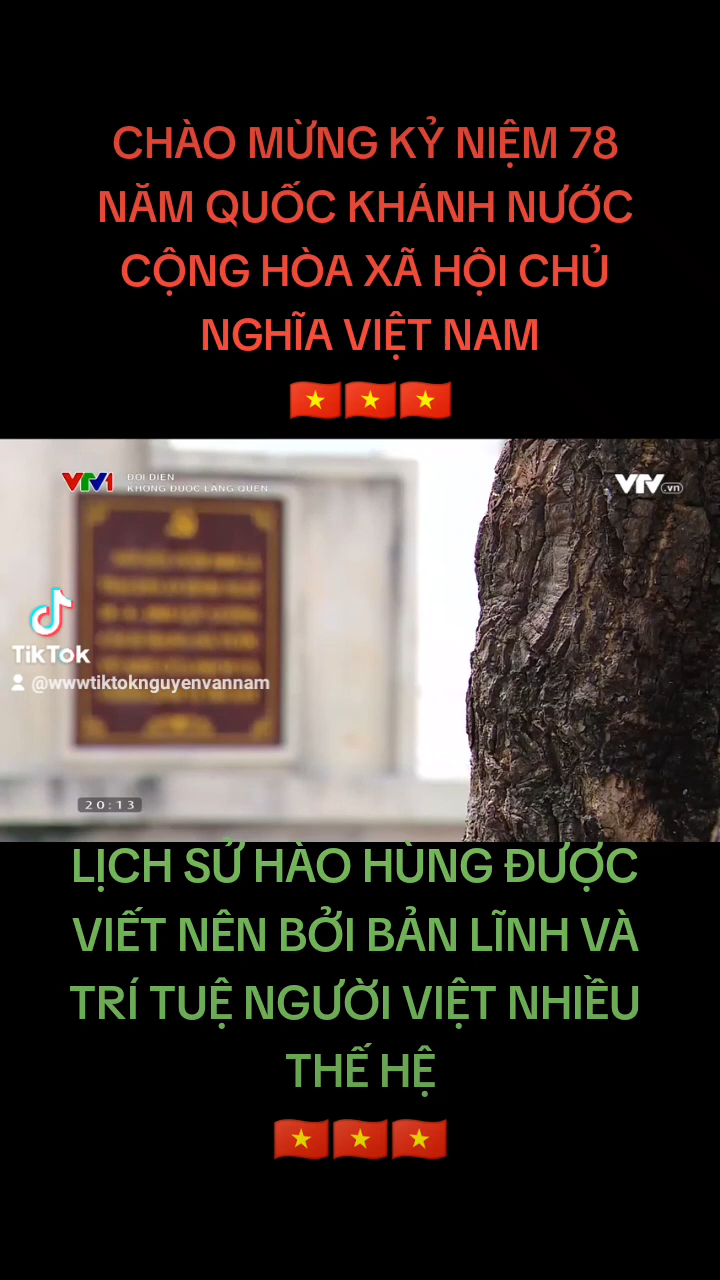 CHÀO MỪNG KỶ NIỆM 78
NĂM QUỐC KHÁNH NƯỚC
CỘNG HÒA XÃ HỘI CHỦ
NGHĨA VIỆT NAM
VTV1
ĐỐI DIỆN
KHÔNG ĐƯỢC LÃNG QUÊN
VTV.vn
TikTok
@wwwtiktoknguyenvannam
20:13
LỊCH SỬ HÀO HÙNG ĐƯỢC
VIẾT NÊN BỞI BẢN LĨNH VÀ
TRÍ TUỆ NGƯỜI VIỆT NHIỀU
THẾ HỆ